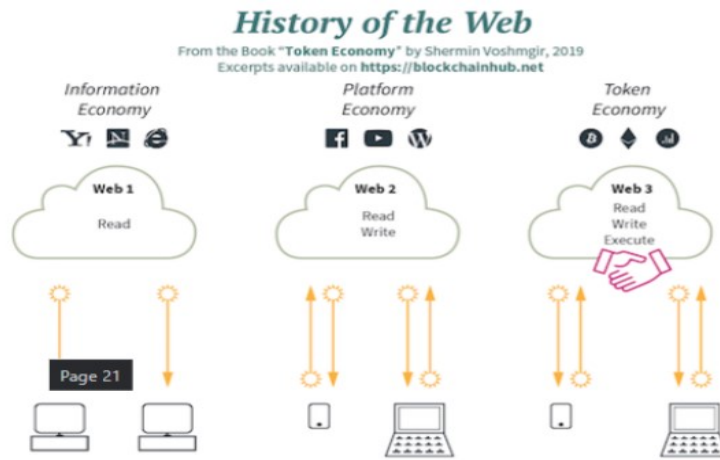 History of the Web
From the Book “Token Economy” by Shermin Voshmgir, 2019
Excerpts available on https://blockchainhub.net
Information
Economy
Platform
Economy
Token
Economy
Web 1
Read
Web 2
Read
Write
Web 3
Read
Write
Execute
Page 21